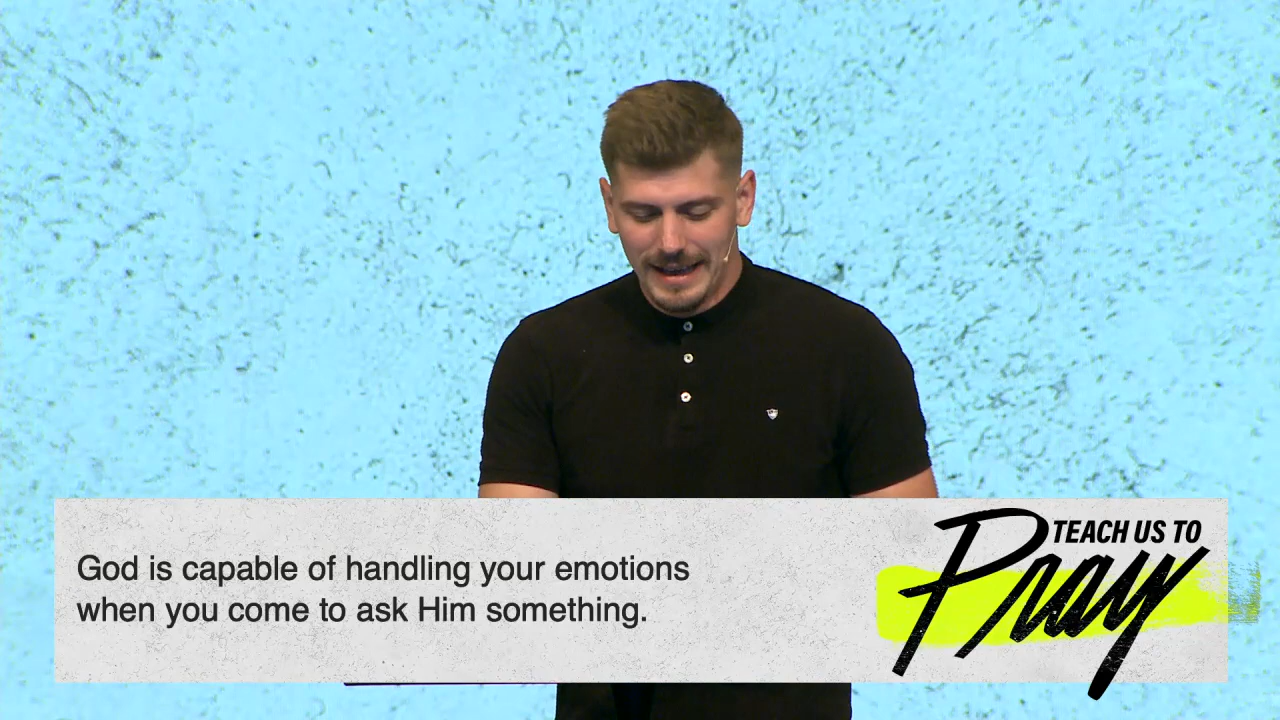 God is capable of handling your emotions
when you come to ask Him something.
TEACH US TO
Pray